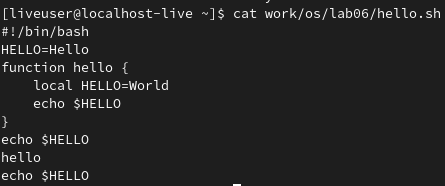 [liveuser@localhost-live ~]$ cat work/os/lab06/hello.sh
#!/bin/bash
HELLO=Hello
function hello {
    local HELLO=World
    echo $HELLO
}
echo $HELLO
hello
echo $HELLO